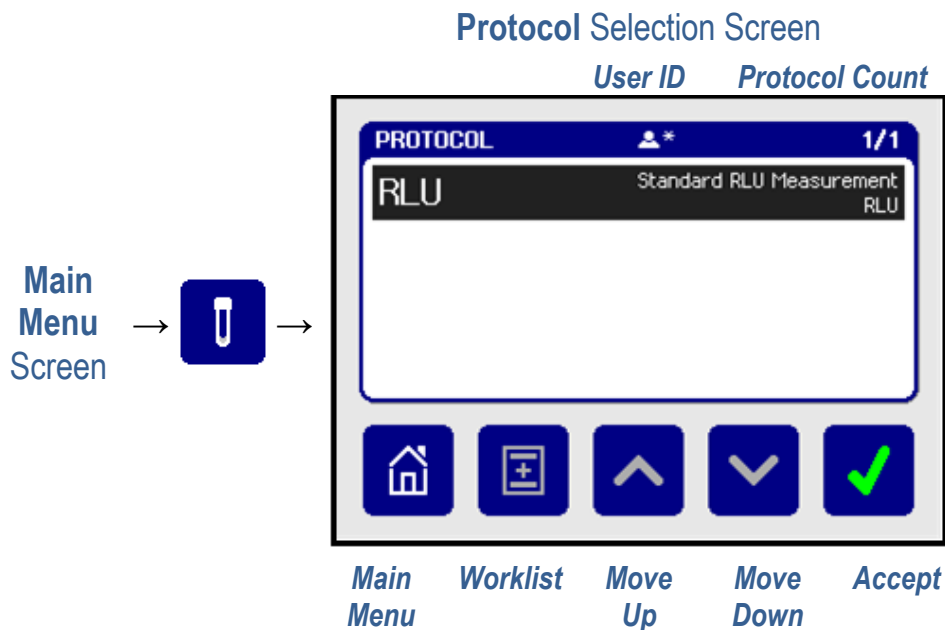 Protocol Selection Screen
User ID Protocol Count
PROTOCOL * 1/1
RLU Standard RLU Measurement
RLU
Main
Menu
Screen
→ →
Main Worklist Move Move Accept
Menu Up Down